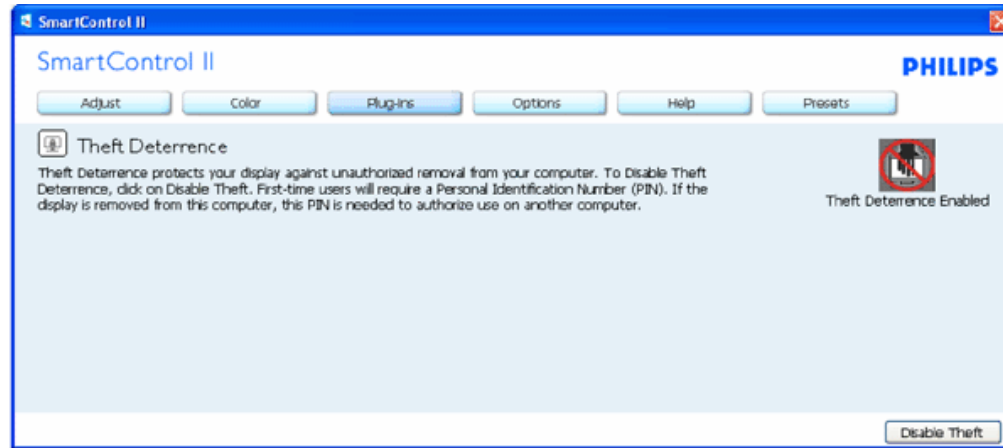 SmartControl II
SmartControl II
PHILIPS
Adjust Color Plug-Ins Options Help Presets
Theft Deterrence
Theft Deterrence protects your display against unauthorized removal from your computer. To Disable Theft
Deterrence, click on Disable Theft. First-time users will require a Personal Identification Number (PIN). If the
display is removed from this computer, this PIN is needed to authorize use on another computer.
Theft Deterrence Enabled
Disable Theft